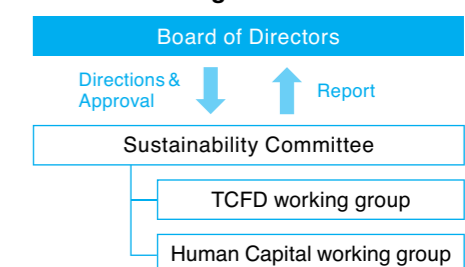 Board of Directors
Directions &
Approval
Report
Sustainability Committee
TCFD working group
Human Capital working group